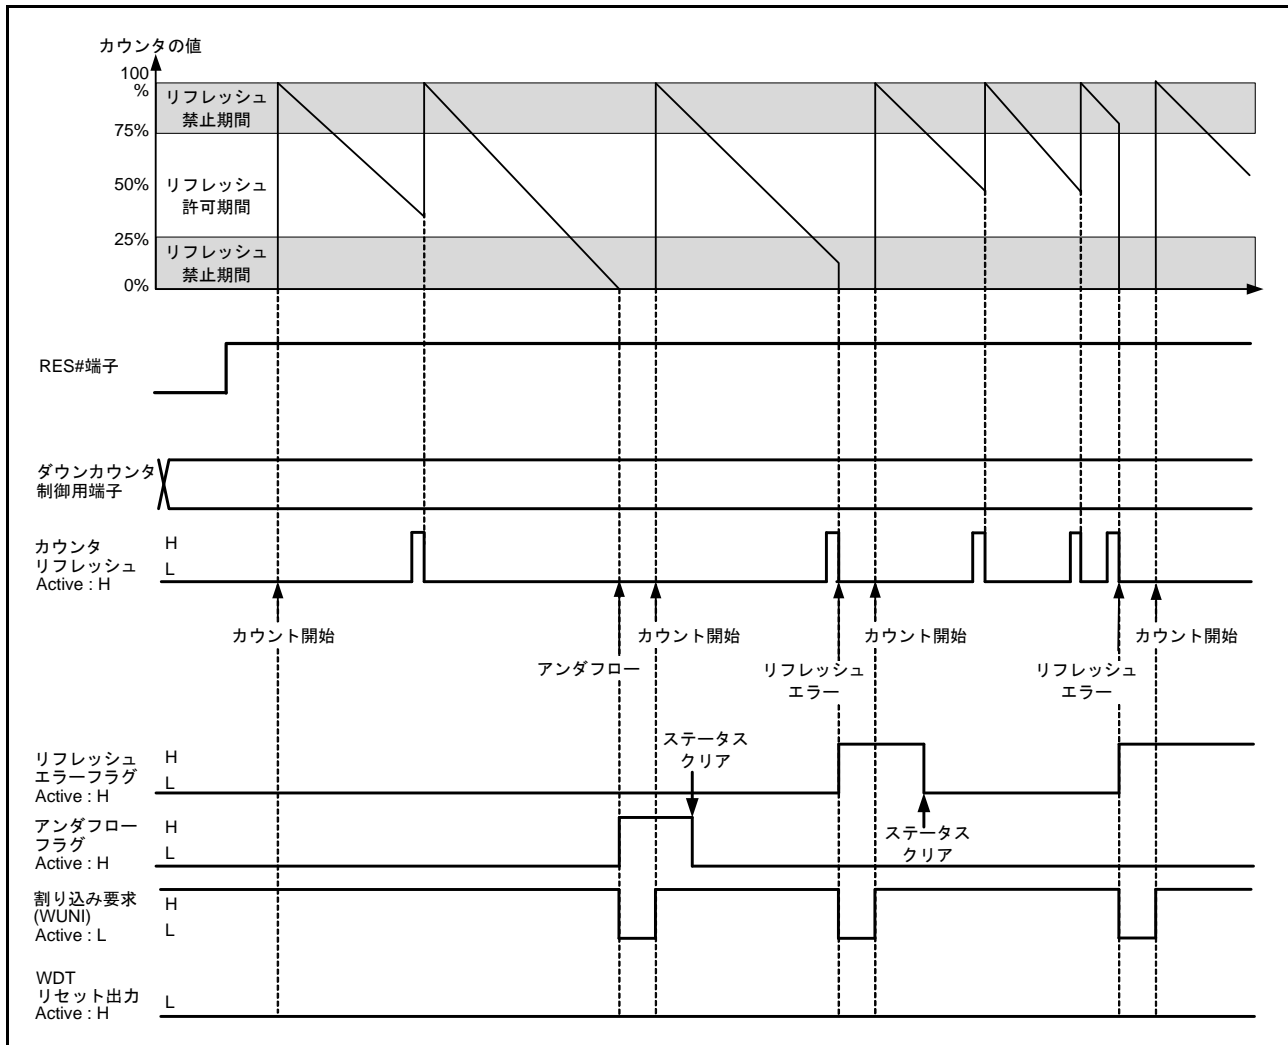 カウンタの値
100
%
リフレッシュ
禁止期間
75%
50%
リフレッシュ
許可期間
25%
リフレッシュ
禁止期間
0%
RES#端子
ダウンカウンタ
制御用端子
カウンタ
リフレッシュ
Active : H
H
L
カウント開始
カウント開始
カウント開始
カウント開始
アンダフロー
リフレッシュ
エラー
リフレッシュ
エラー
リフレッシュ
エラーフラグ
Active : H
H
L
ステータス
クリア
ステータス
クリア
アンダフロー
フラグ
Active : H
H
L
割り込み要求
(WUNI)
Active : L
H
L
WDT
リセット出力
Active : H
L